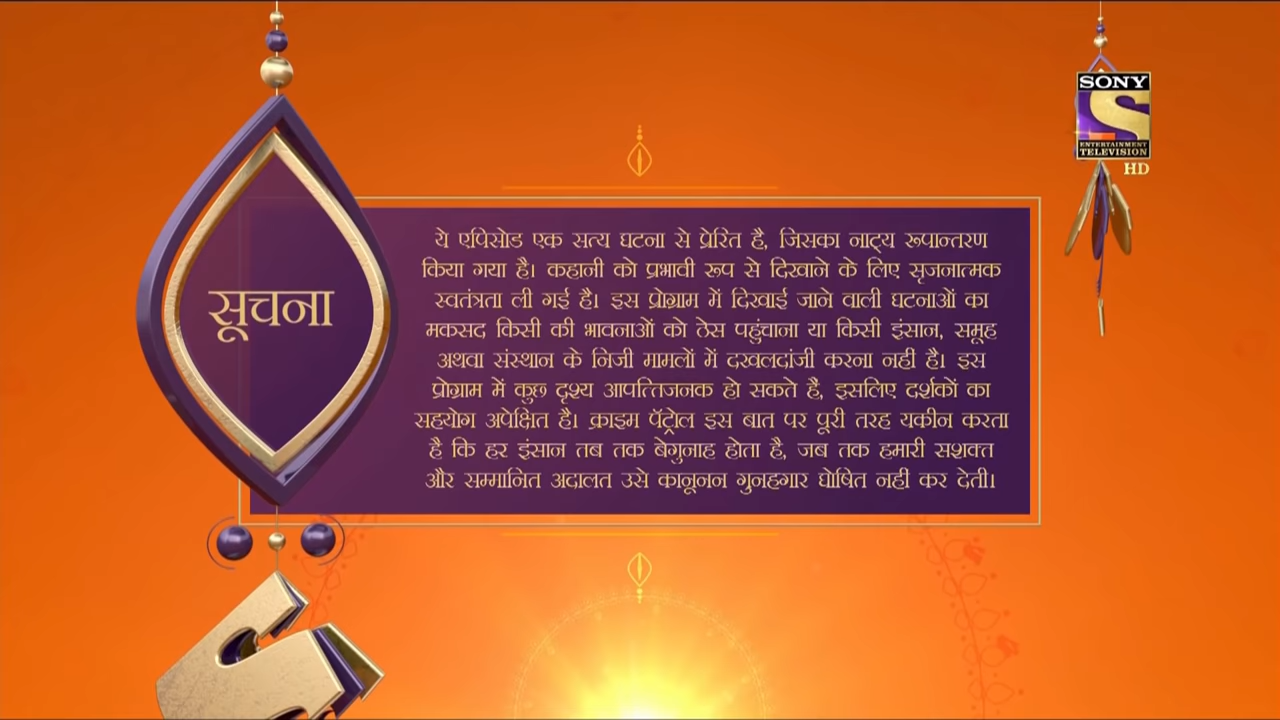 सूचना
ये एपिसोड एक सत्य घटना से प्रेरित है, जिसका नाट्य रूपान्तरण
किया गया है। कहानी को प्रभावी रूप से दिखाने के लिए सृजनात्मक
स्वतंत्रता ली गई है। इस प्रोग्राम में दिखाई जाने वाली घटनाओं का
मकसद किसी की भावनाओं को ठेस पहुंचाना या किसी इंसान, समूह
अथवा संस्थान के निजी मामलों में दखलदांजी करना नहीं है। इस
प्रोग्राम में कुछ दृश्य आपत्तिजनक हो सकते है, इसलिए दर्शकों का
सहयोग अपेक्षित है। क्राइम पॅट्रोल इस बात पर पूरी तरह यकीन करता
है कि हर इंसान तब तक बेगुनाह होता है, जब तक हमारी सशक्त
और सम्मानित अदालत उसे कानूनन गुनहगार घोषित नहीं कर देती।
SONY
ENTERTAINMENT
TELEVISION
HD